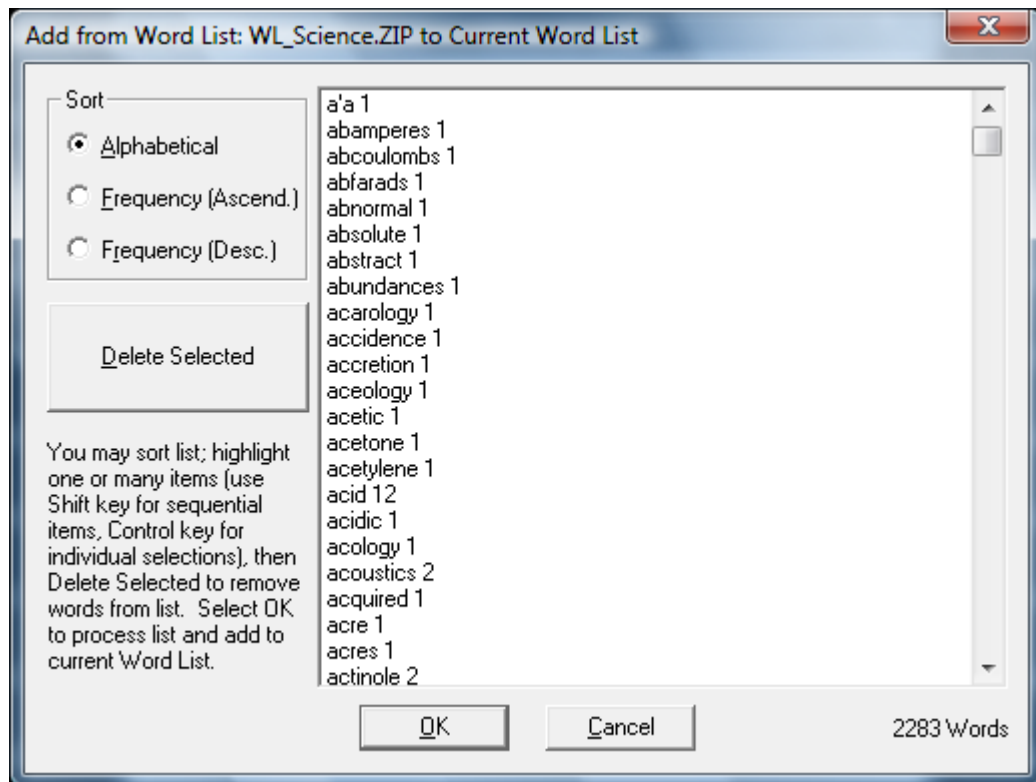 Add from Word List: WL_Science.ZIP to Current Word List
X
Sort
Alphabetical
Frequency (Ascend.)
Frequency (Desc.)
Delete Selected
You may sort list; highlight
one or many items (use
Shift key for sequential
items, Control key for
individual selections), then
Delete Selected to remove
words from list. Select OK
to process list and add to
current Word List.
a'a 1
abamperes 1
abcoulombs 1
abfarads 1
abnormal 1
absolute 1
abstract 1
abundances 1
acarology 1
accidence 1
accretion 1
aceology 1
acetic 1
acetone 1
acetylene 1
acid 12
acidic 1
acology 1
acoustics 2
acquired 1
acre 1
acres 1
actinole 2
OK
Cancel
2283 Words